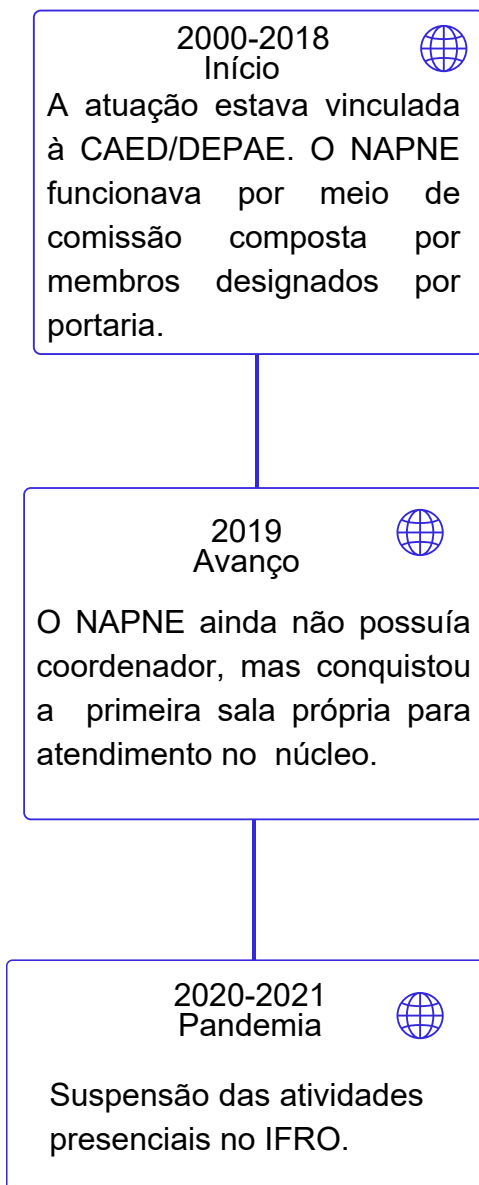 2000-2018
Início
A atuação estava vinculada
à CAED/DEPAE. O NAPNE
funcionava por meio de
comissão composta por
membros designados por
portaria.
2019
Avanço
O NAPNE ainda não possuía
coordenador, mas conquistou
a primeira sala própria para
atendimento no núcleo.
2020-2021
Pandemia
Suspensão das atividades
presenciais no IFRO.